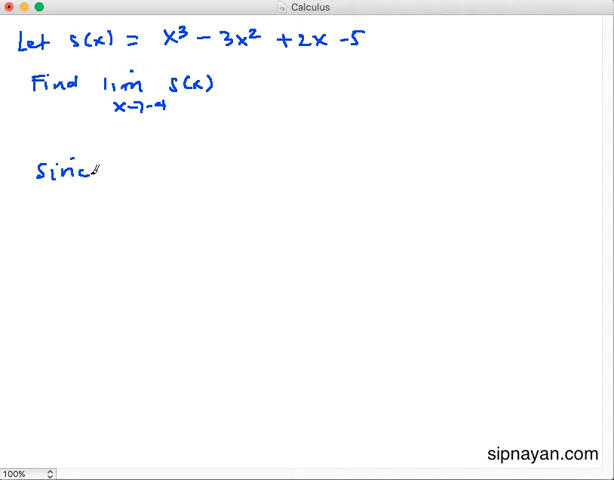 Calculus
Let s(x) = x³ - 3x² + 2x - 5
Find lim s(x)
x→-4
Sinc
sipnayan.com
100%